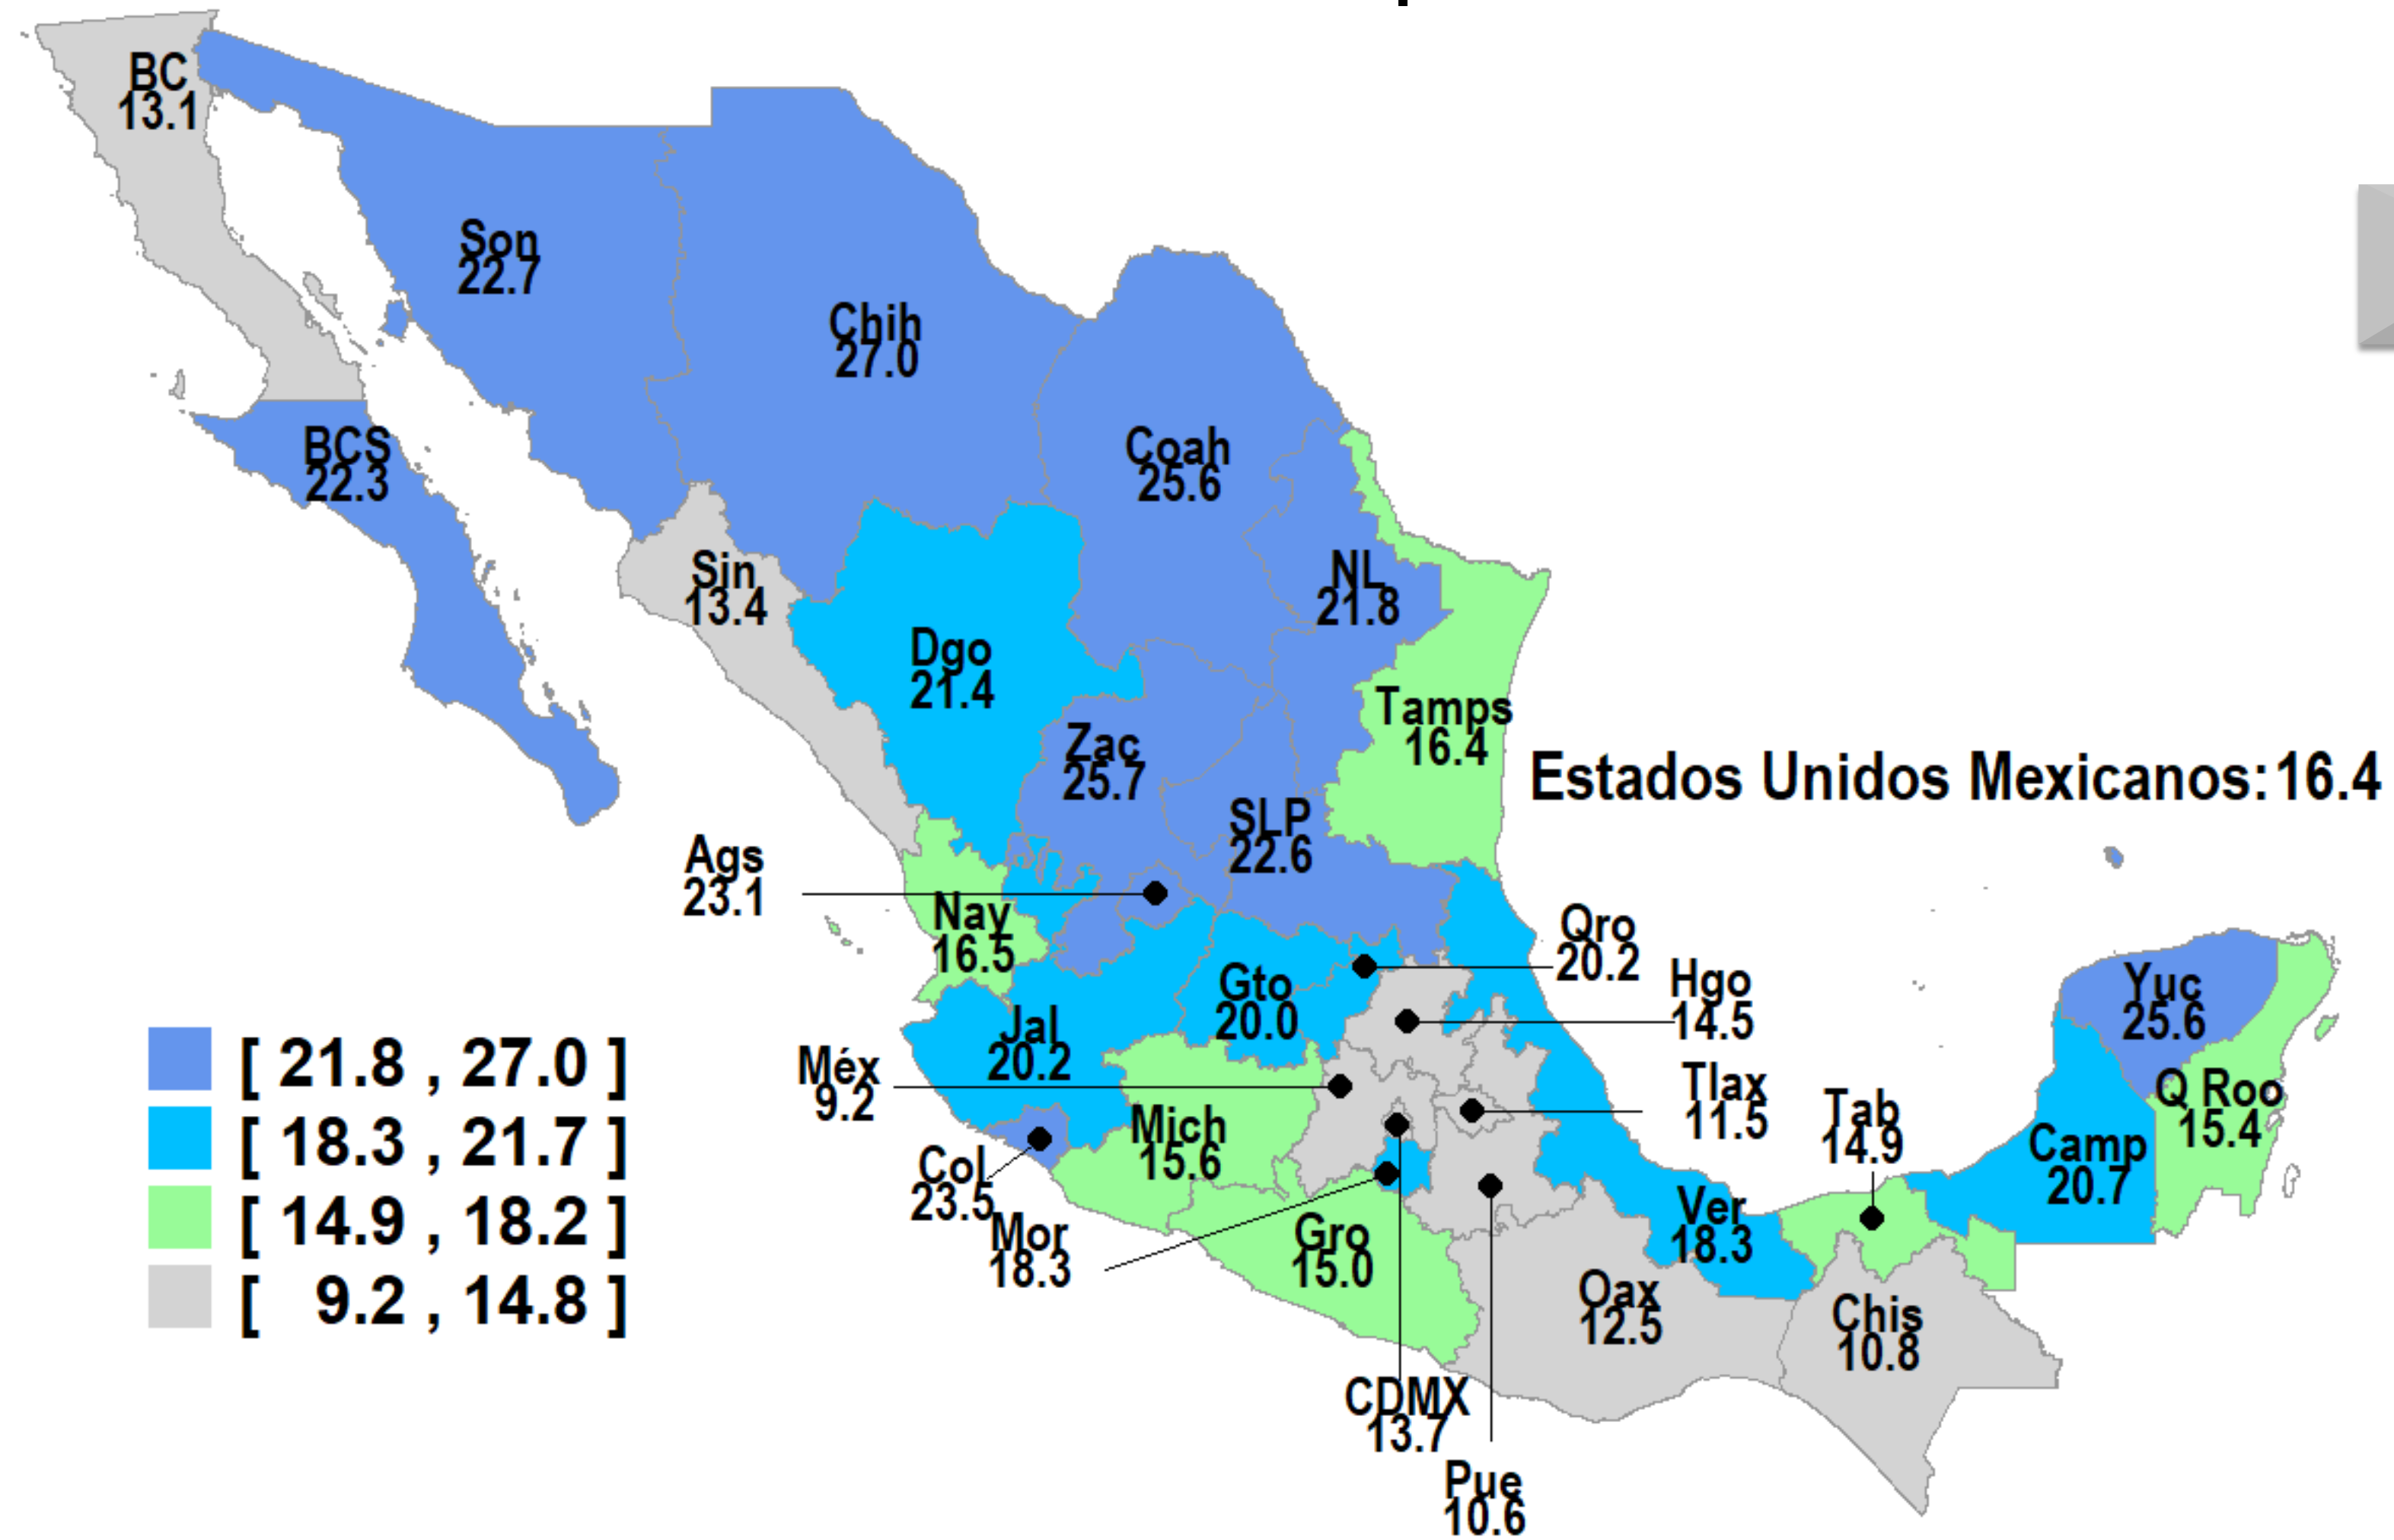 BC
13.1
Son
22.7
Chih
27.0
BCS
22.3
Coah
25.6
Sin
13.4
NL
21.8
Dgo
21.4
Tamps
16.4
Zac
25.7
Estados Unidos Mexicanos:16.4
SLP
22.6
Ags
23.1
Nay
16.5
Qro
20.2
Hgo
14.5
Gto
20.0
Yuc
25.6
Jal
20.2
[ 21.8 , 27.0 ]
[ 18.3 , 21.7 ]
[ 14.9 , 18.2 ]
[ 9.2 , 14.8 ]
Méx
9.2
Tlax
11.5
Tab
14.9
Q Roo
15.4
Mich
15.6
Camp
20.7
Col
23.5
Mor
18.3
Gro
15.0
Ver
18.3
Oax
12.5
Chis
10.8
CDMX
13.7
Pue
10.6